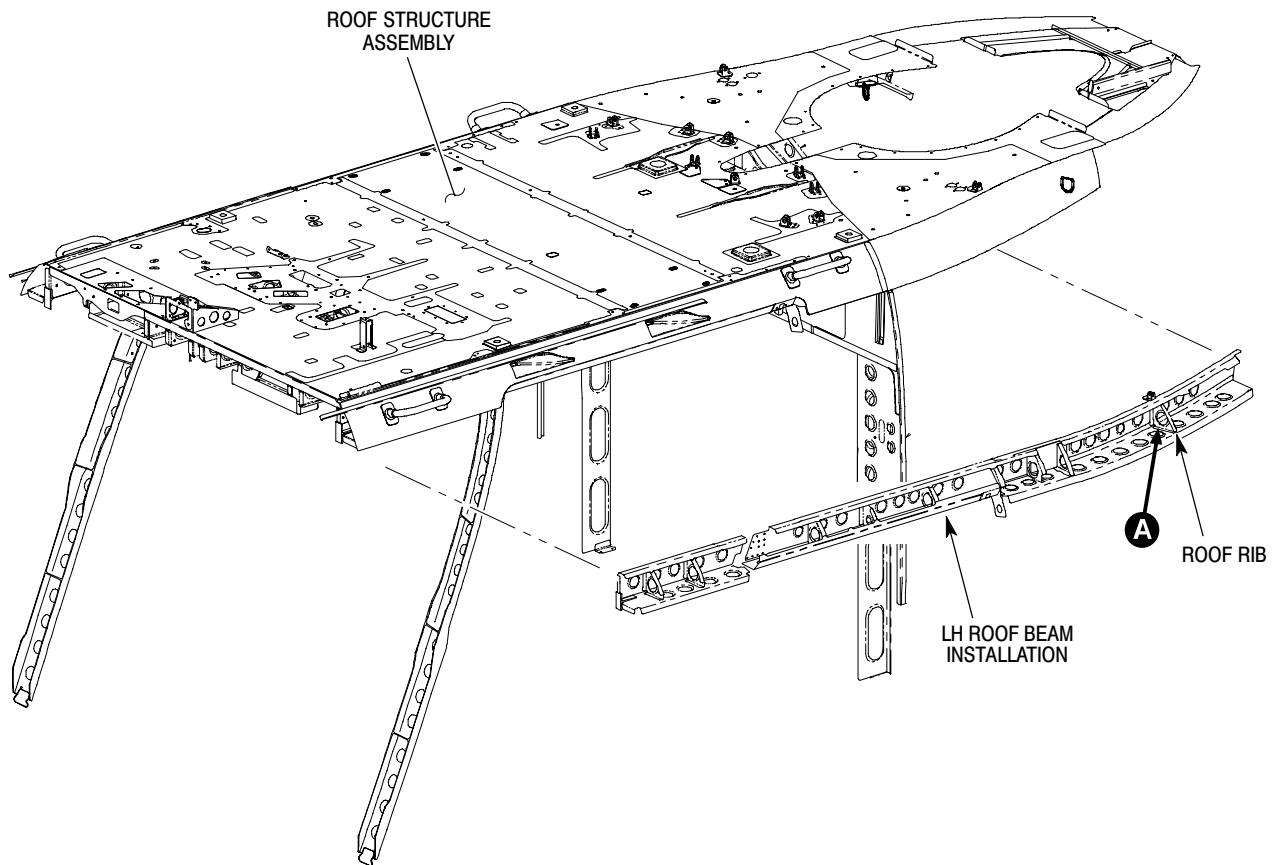 ROOF STRUCTURE
ASSEMBLY
A
ROOF RIB
LH ROOF BEAM
INSTALLATION